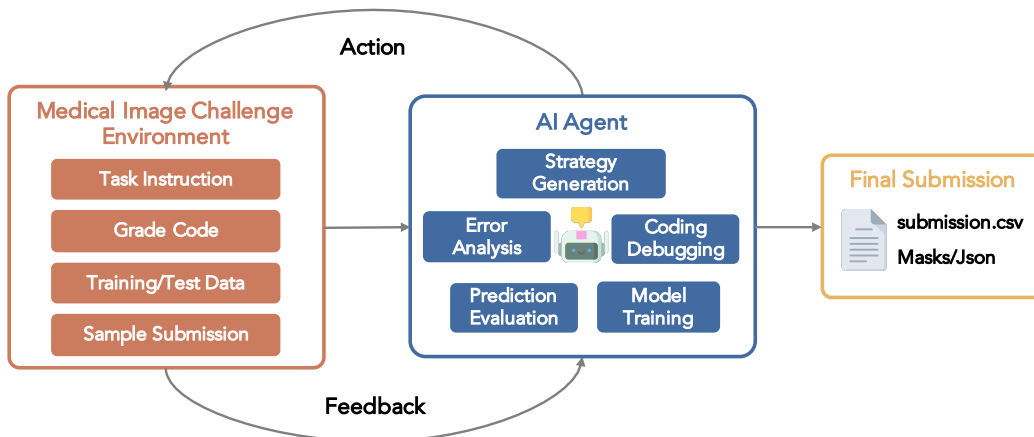 Action
Medical Image Challenge
Environment
Task Instruction
Grade Code
Training/Test Data
Sample Submission
AI Agent
Strategy
Generation
Error
Analysis
Coding
Debugging
Prediction
Evaluation
Model
Training
Final Submission
submission.csv
Masks/Json
Feedback